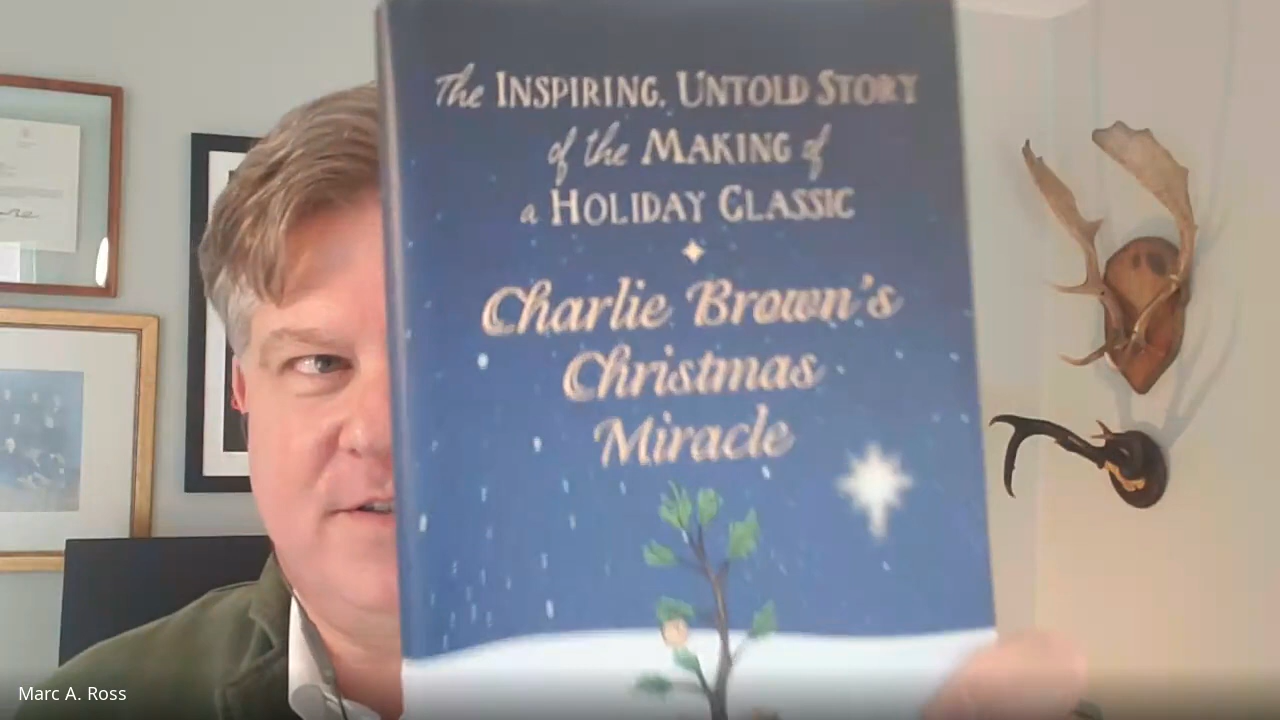 The INSPIRING, UNTOLD STORY
of the MAKING of
a HOLIDAY CLASSIC
Charlie Brown's
Christmas
Miracle
Marc A. Ross